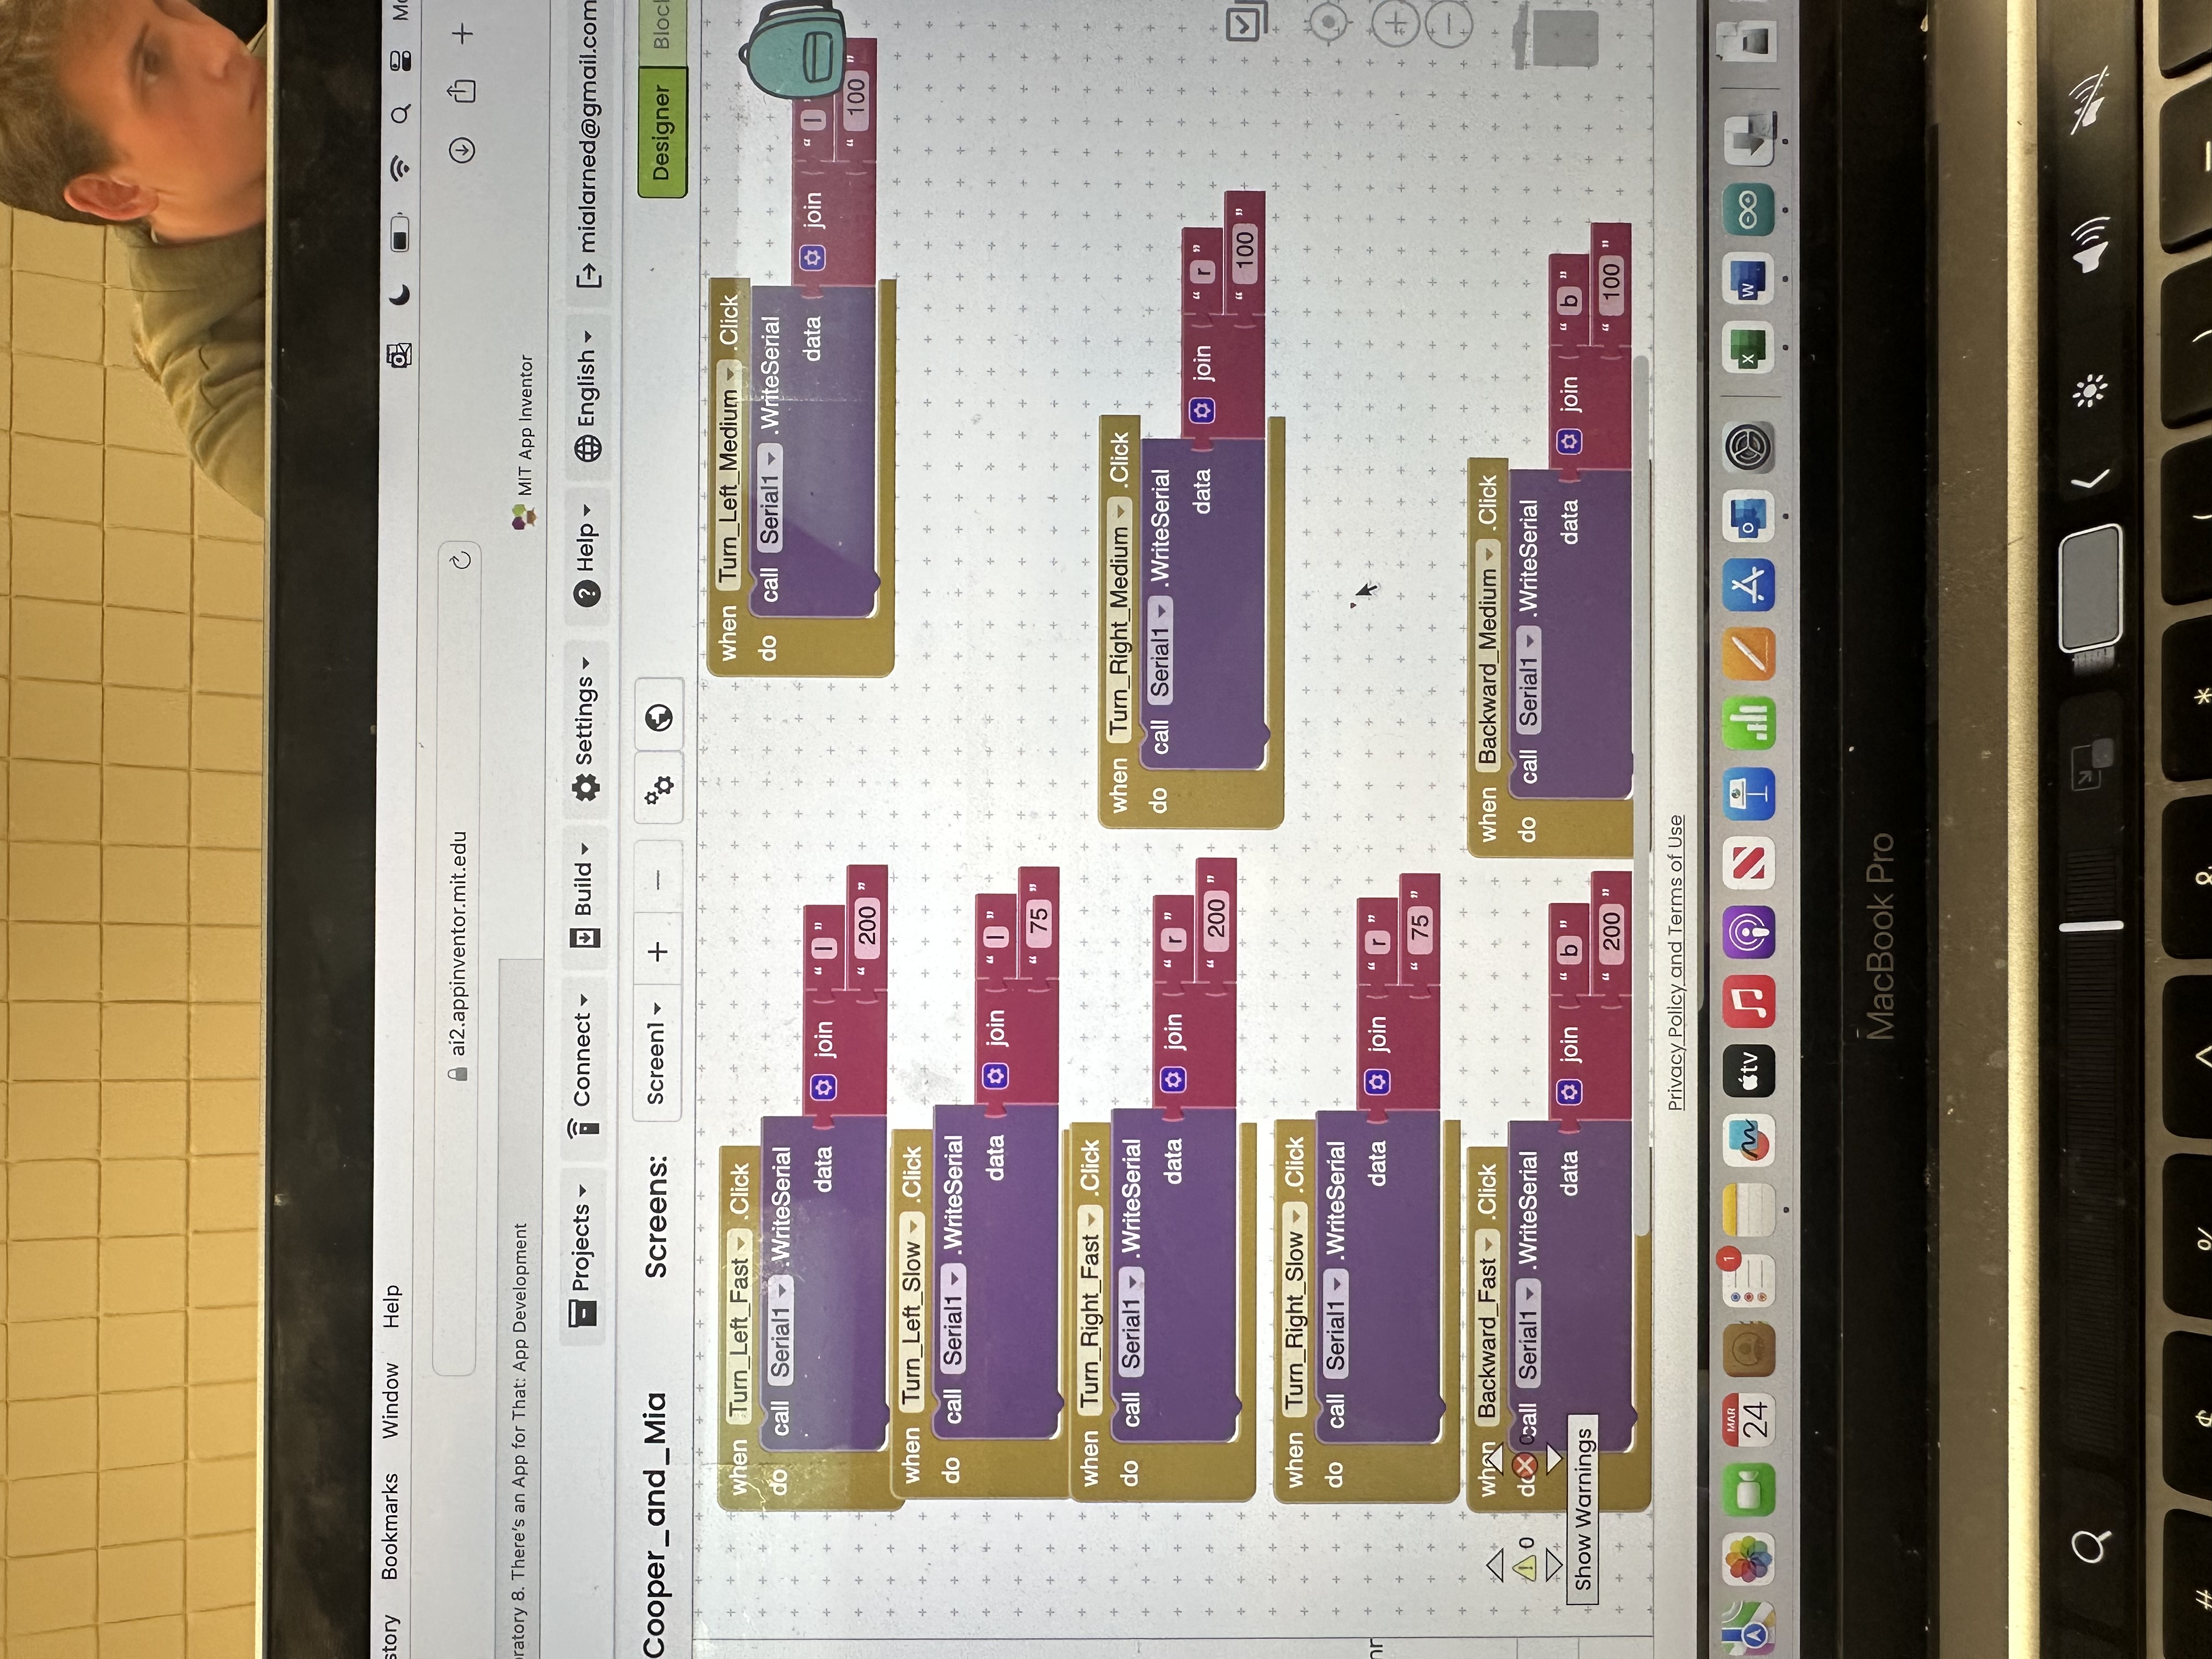 story Bookmarks Window Help
ai2.appinventor.mit.edu
ratory 8. There's an App for That: App Development
MIT App Inventor
Projects Connect Build Settings Help English mialarned@gmail.com
Cooper_and_Mia Screens: Screen1 + − Designer Block
when Turn_Left_Fast .Click
do call Serial1 .WriteSerial
data join " l "
" 200 "
when Turn_Left_Medium .Click
do call Serial1 .WriteSerial
data join " l "
" 100 "
when Turn_Left_Slow .Click
do call Serial1 .WriteSerial
data join " l "
" 75 "
when Turn_Right_Fast .Click
do call Serial1 .WriteSerial
data join " r "
" 200 "
when Turn_Right_Medium .Click
do call Serial1 .WriteSerial
data join " r "
" 100 "
when Turn_Right_Slow .Click
do call Serial1 .WriteSerial
data join " r "
" 75 "
when Backward_Fast .Click
do call Serial1 .WriteSerial
data join " b "
" 200 "
when Backward_Medium .Click
do call Serial1 .WriteSerial
data join " b "
" 100 "
0 0
Show Warnings
Privacy Policy and Terms of Use
MAR
24
1
tv
MacBook Pro
# $ % ^ & * ( )